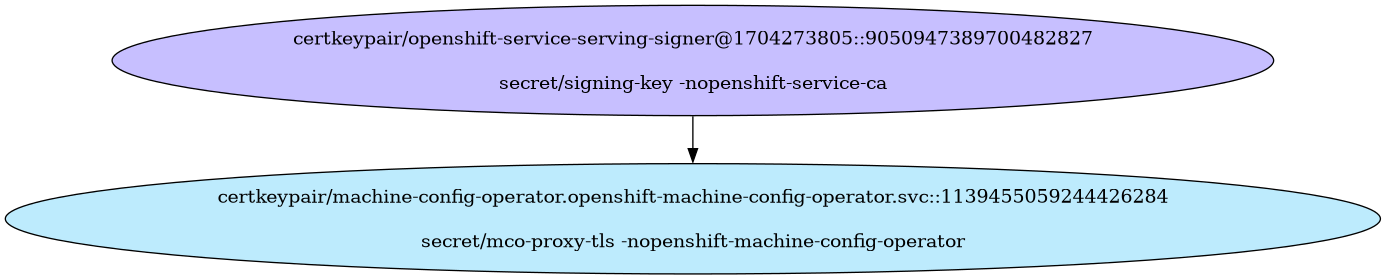 certkeypair/openshift-service-serving-signer@1704273805::9050947389700482827
secret/signing-key -nopenshift-service-ca
certkeypair/machine-config-operator.openshift-machine-config-operator.svc::1139455059244426284
secret/mco-proxy-tls -nopenshift-machine-config-operator